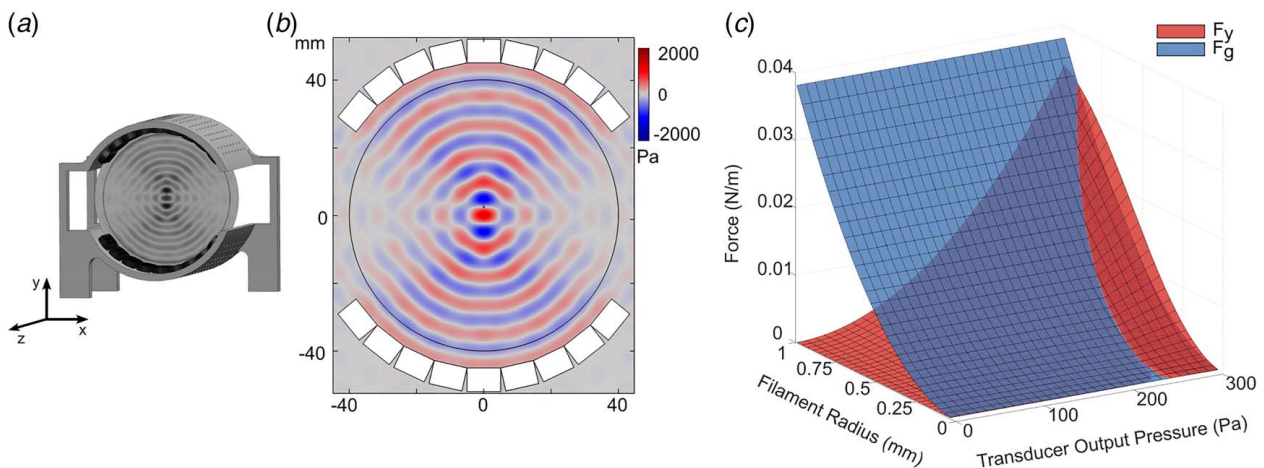 (a)
y
x
z
(b)
mm
40
0
-40
-40
0
40
2000
0
-2000
Pa
(c)
Fy
Fg
Force (N/m)
0.04
0.03
0.02
0.01
0
1
0.75
0.5
0.25
0
Filament Radius (mm)
0
100
200
300
Transducer Output Pressure (Pa)